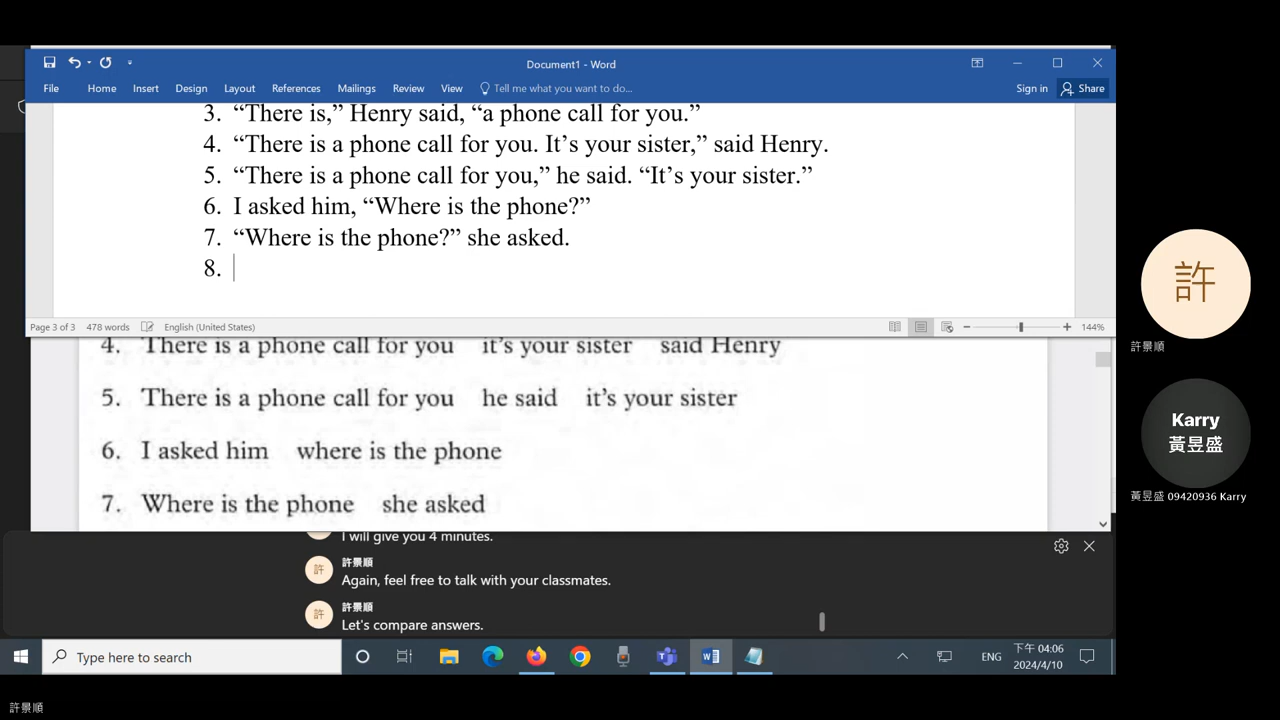 Document1 - Word
File Home Insert Design Layout References Mailings Review View Tell me what you want to do... Sign in Share
3. “There is,” Henry said, “a phone call for you.”
4. “There is a phone call for you. It’s your sister,” said Henry.
5. “There is a phone call for you,” he said. “It’s your sister.”
6. I asked him, “Where is the phone?”
7. “Where is the phone?” she asked.
8.
Page 3 of 3 478 words English (United States) 144%
4. There is a phone call for you it’s your sister said Henry
5. There is a phone call for you he said it’s your sister
6. I asked him where is the phone
7. Where is the phone she asked
I will give you 4 minutes.
許 許景順
Again, feel free to talk with your classmates.
許 許景順
Let's compare answers.
Type here to search
ENG
下午 04:06
2024/4/10
許
許景順
Karry
黃昱盛
黃昱盛 09420936 Karry
許景順